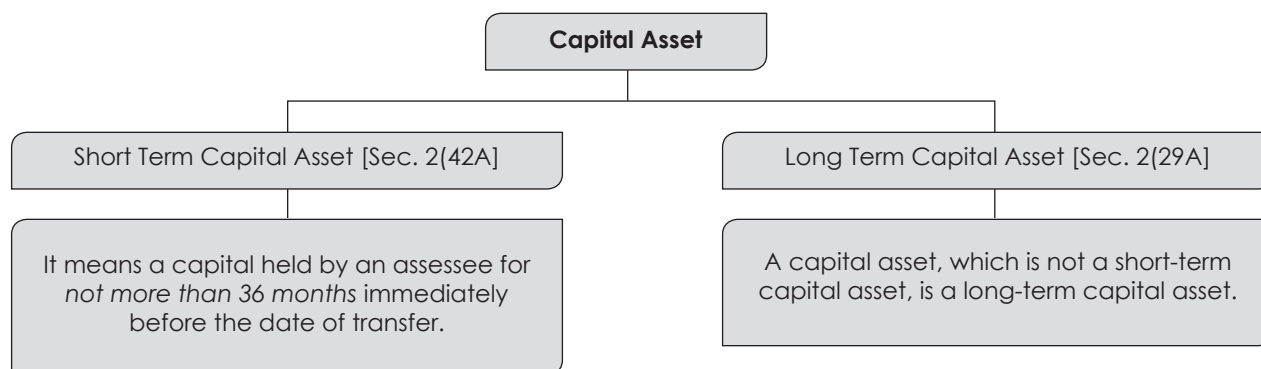 Capital Asset
Short Term Capital Asset [Sec. 2(42A]
Long Term Capital Asset [Sec. 2(29A]
It means a capital held by an assessee for
not more than 36 months immediately
before the date of transfer.
A capital asset, which is not a short-term
capital asset, is a long-term capital asset.